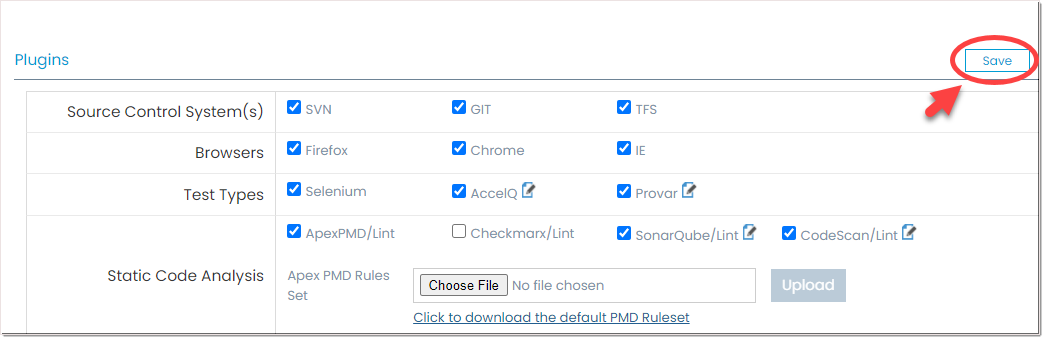 Plugins
Save
Source Control System(s) SVN GIT TFS
Browsers Firefox Chrome IE
Test Types Selenium AccelQ Provar
ApexPMD/Lint Checkmarx/Lint SonarQube/Lint CodeScan/Lint
Static Code Analysis
Apex PMD Rules
Set
Choose File No file chosen
Upload
Click to download the default PMD Ruleset